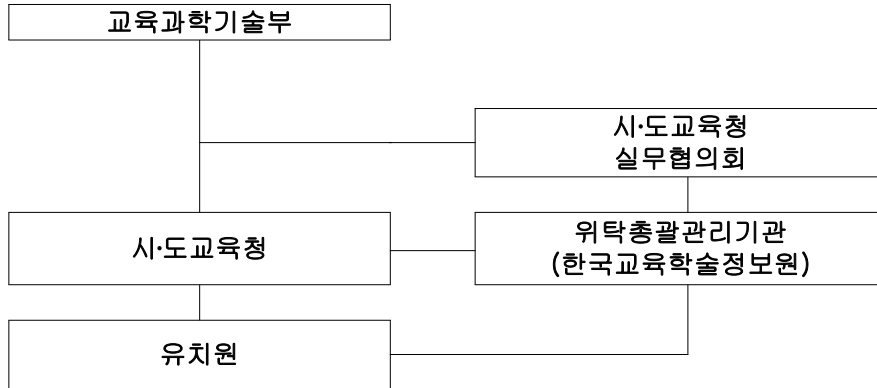 교육과학기술부
시·도교육청
실무협의회
시·도교육청
위탁총괄관리기관
(한국교육학술정보원)
유치원